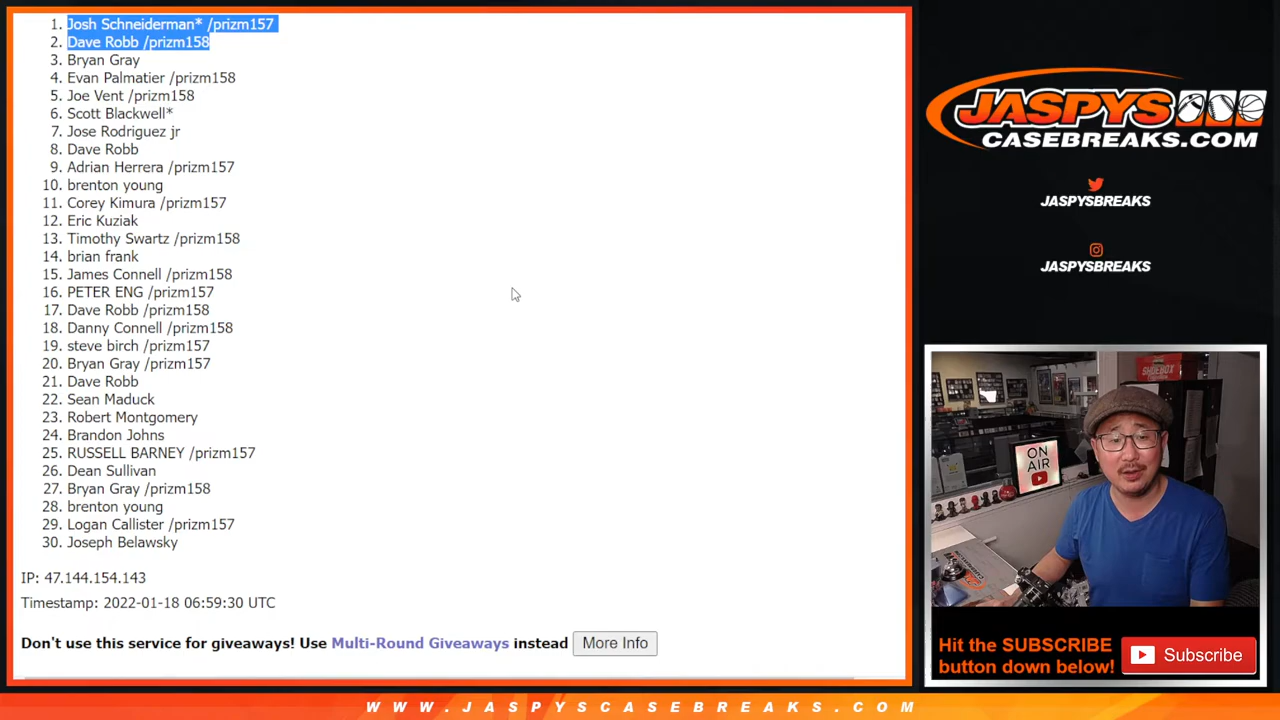 1. Josh Schneiderman* /prizm157
2. Dave Robb /prizm158
3. Bryan Gray
4. Evan Palmatier /prizm158
5. Joe Vent /prizm158
6. Scott Blackwell*
7. Jose Rodriguez jr
8. Dave Robb
9. Adrian Herrera /prizm157
10. brenton young
11. Corey Kimura /prizm157
12. Eric Kuziak
13. Timothy Swartz /prizm158
14. brian frank
15. James Connell /prizm158
16. PETER ENG /prizm157
17. Dave Robb /prizm158
18. Danny Connell /prizm158
19. steve birch /prizm157
20. Bryan Gray /prizm157
21. Dave Robb
22. Sean Maduck
23. Robert Montgomery
24. Brandon Johns
25. RUSSELL BARNEY /prizm157
26. Dean Sullivan
27. Bryan Gray /prizm158
28. brenton young
29. Logan Callister /prizm157
30. Joseph Belawsky
IP: 47.144.154.143
Timestamp: 2022-01-18 06:59:30 UTC
Don't use this service for giveaways! Use Multi-Round Giveaways instead More Info
JASPYS
CASEBREAKS.COM
JASPYSBREAKS
JASPYSBREAKS
SHOEBOX
ON
AIR
Hit the SUBSCRIBE
button down below!
Subscribe
WWW.JASPYSCASEBREAKS.COM